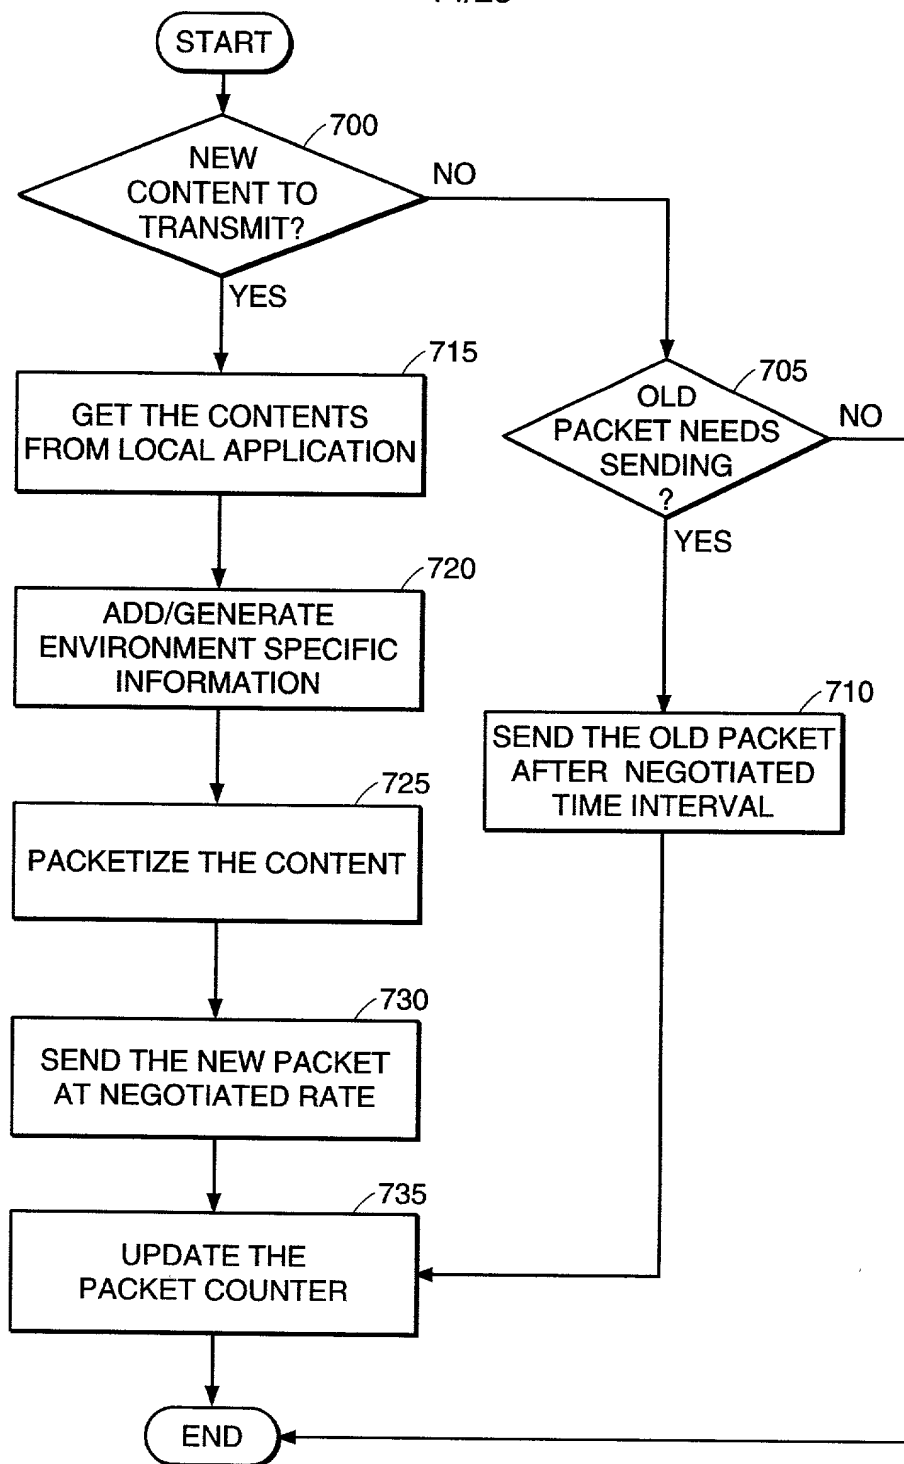 START
700
NEW
CONTENT TO
TRANSMIT?
NO
YES
715
GET THE CONTENTS
FROM LOCAL APPLICATION
705
OLD
PACKET NEEDS
SENDING
?
NO
YES
720
ADD/GENERATE
ENVIRONMENT SPECIFIC
INFORMATION
710
SEND THE OLD PACKET
AFTER NEGOTIATED
TIME INTERVAL
725
PACKETIZE THE CONTENT
730
SEND THE NEW PACKET
AT NEGOTIATED RATE
735
UPDATE THE
PACKET COUNTER
END